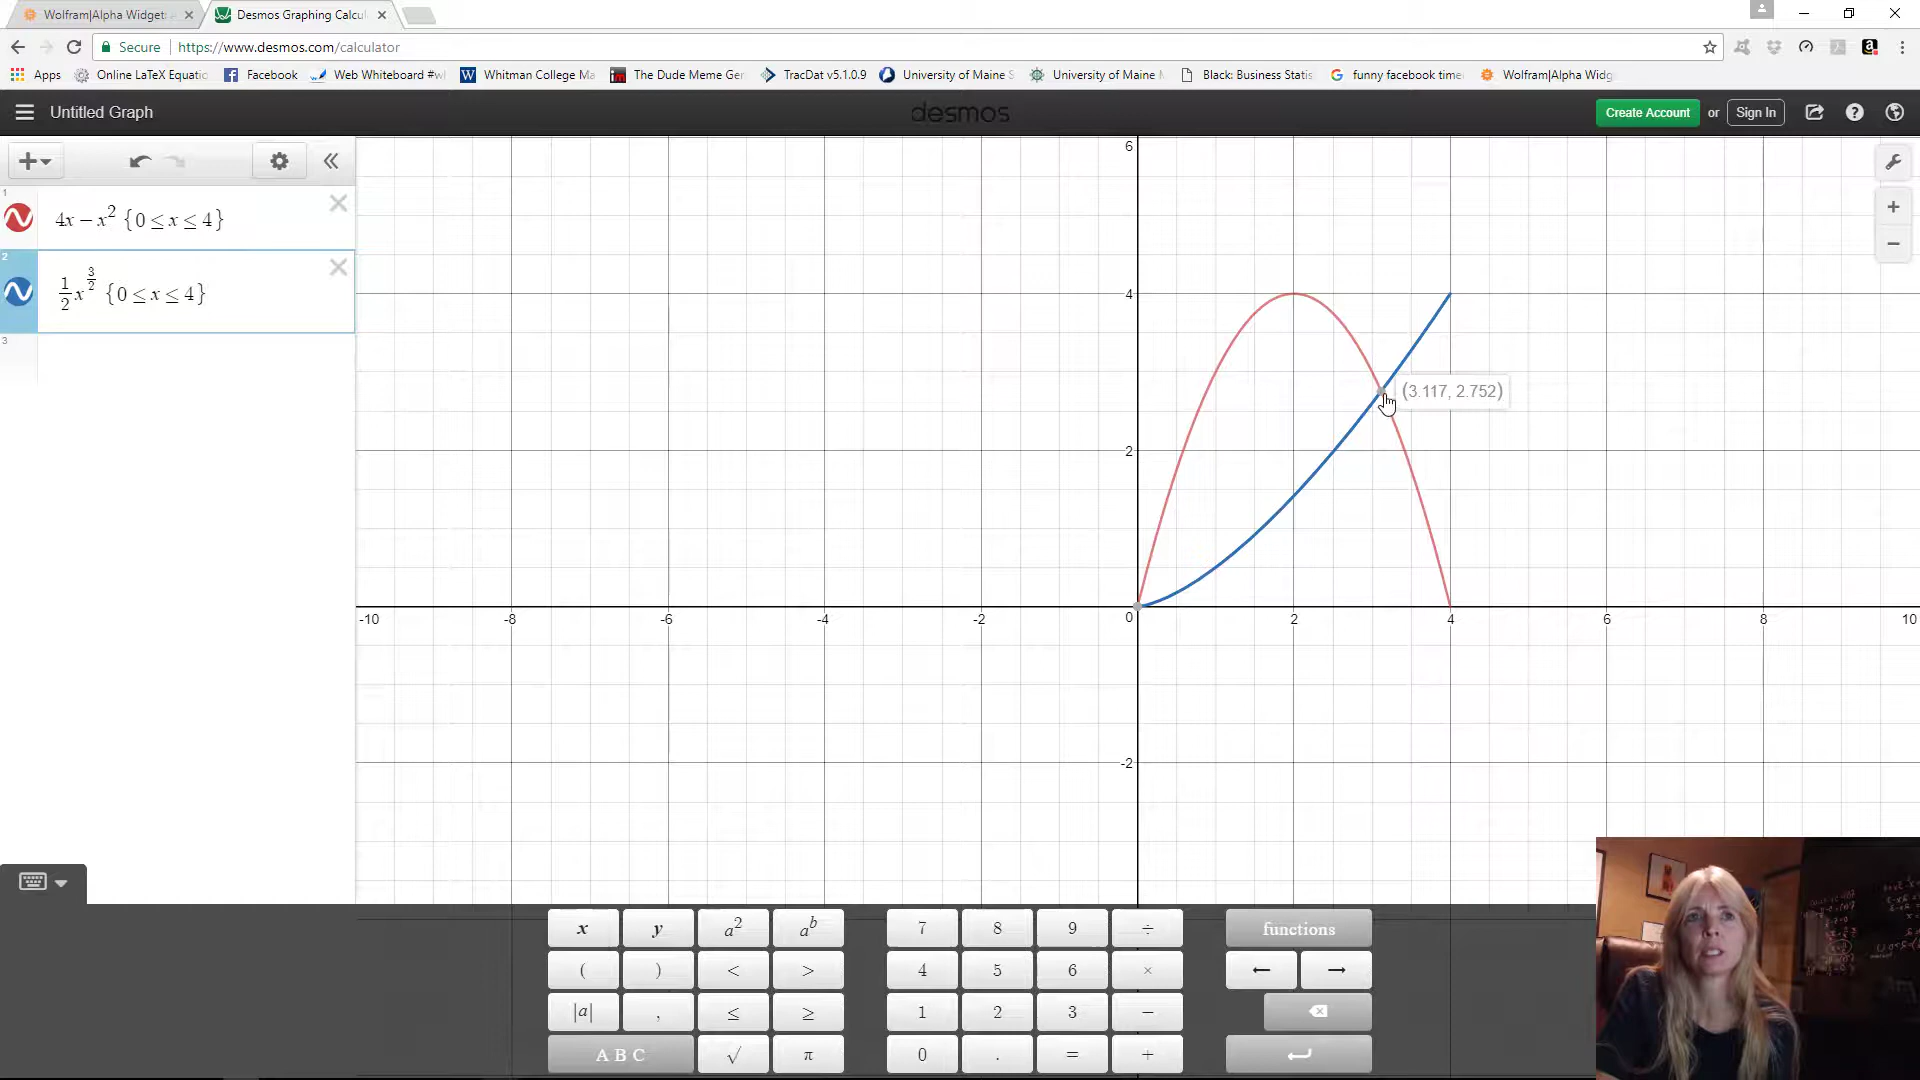 Wolfram|Alpha Widget:
Desmos Graphing Calcul
Secure
https://www.desmos.com/calculator
Apps
Online LaTeX Equatio
Facebook
Web Whiteboard #w
Whitman College Ma
The Dude Meme Ger
TracDat v5.1.0.9
University of Maine S
University of Maine
Black: Business Statis
funny facebook time
Wolfram|Alpha Widg
Untitled Graph
desmos
Create Account
or
Sign In
1
4x − x² {0 ≤ x ≤ 4}
2
1/2 x^(3/2) {0 ≤ x ≤ 4}
3
6
4
2
-2
(3.117, 2.752)
-10 -8 -6 -4 -2 0 2 4 6 8 10
x y a² aᵇ 7 8 9 ÷ functions
( ) < > 4 5 6 × ← →
|a| , ≤ ≥ 1 2 3 −
A B C √ π 0 . = +